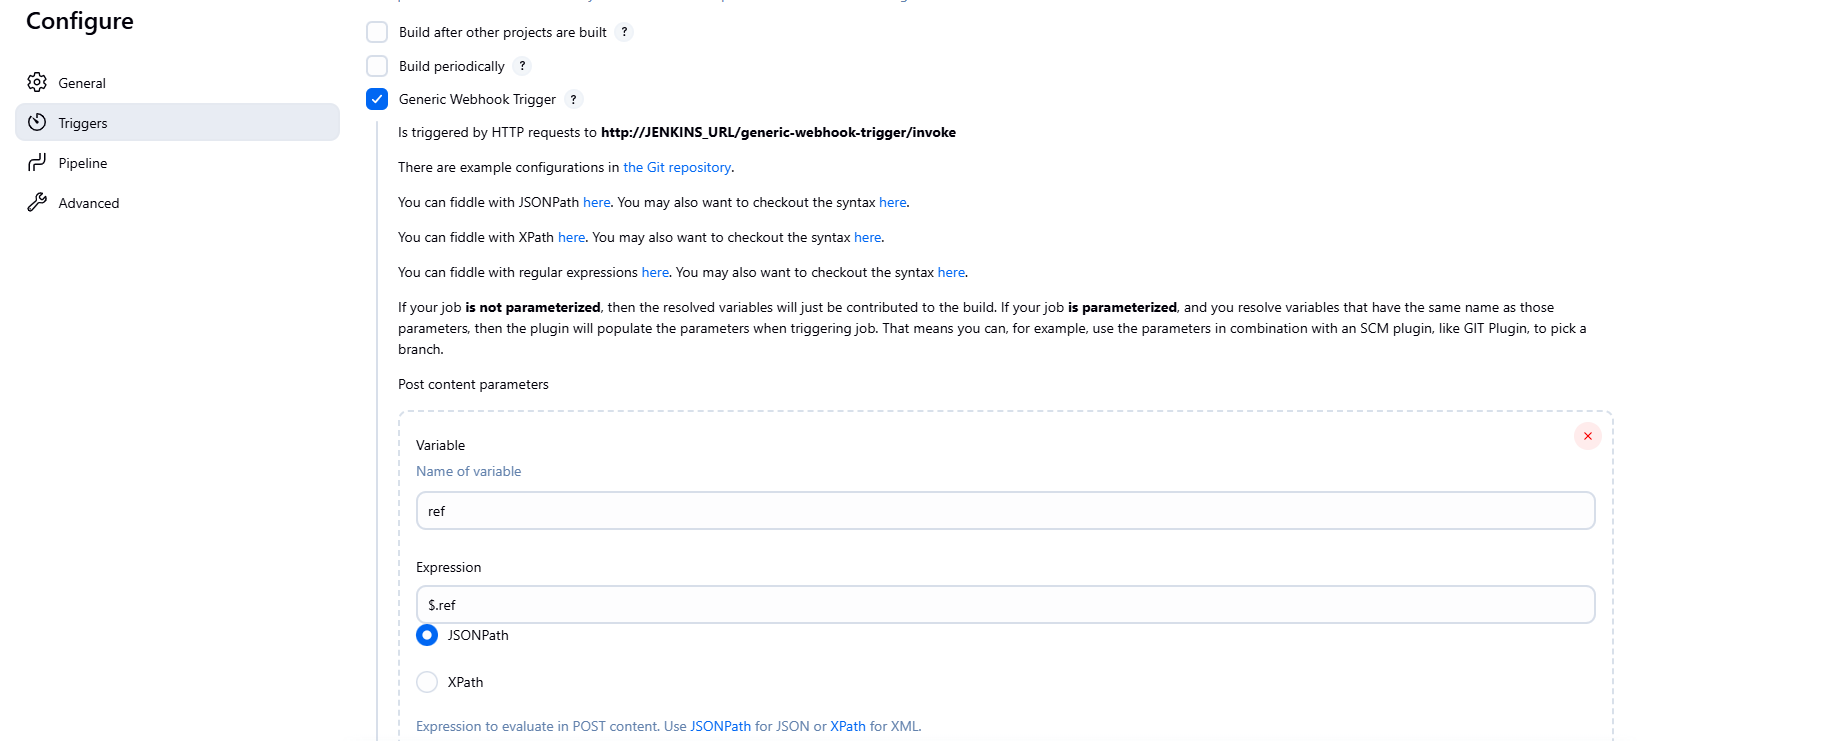 Configure
General
Triggers
Pipeline
Advanced
Build after other projects are built ?
Build periodically ?
Generic Webhook Trigger ?
Is triggered by HTTP requests to http://JENKINS_URL/generic-webhook-trigger/invoke
There are example configurations in the Git repository.
You can fiddle with JSONPath here. You may also want to checkout the syntax here.
You can fiddle with XPath here. You may also want to checkout the syntax here.
You can fiddle with regular expressions here. You may also want to checkout the syntax here.
If your job is not parameterized, then the resolved variables will just be contributed to the build. If your job is parameterized, and you resolve variables that have the same name as those
parameters, then the plugin will populate the parameters when triggering job. That means you can, for example, use the parameters in combination with an SCM plugin, like GIT Plugin, to pick a
branch.
Post content parameters
Variable
Name of variable
ref
Expression
$.ref
JSONPath
XPath
Expression to evaluate in POST content. Use JSONPath for JSON or XPath for XML.